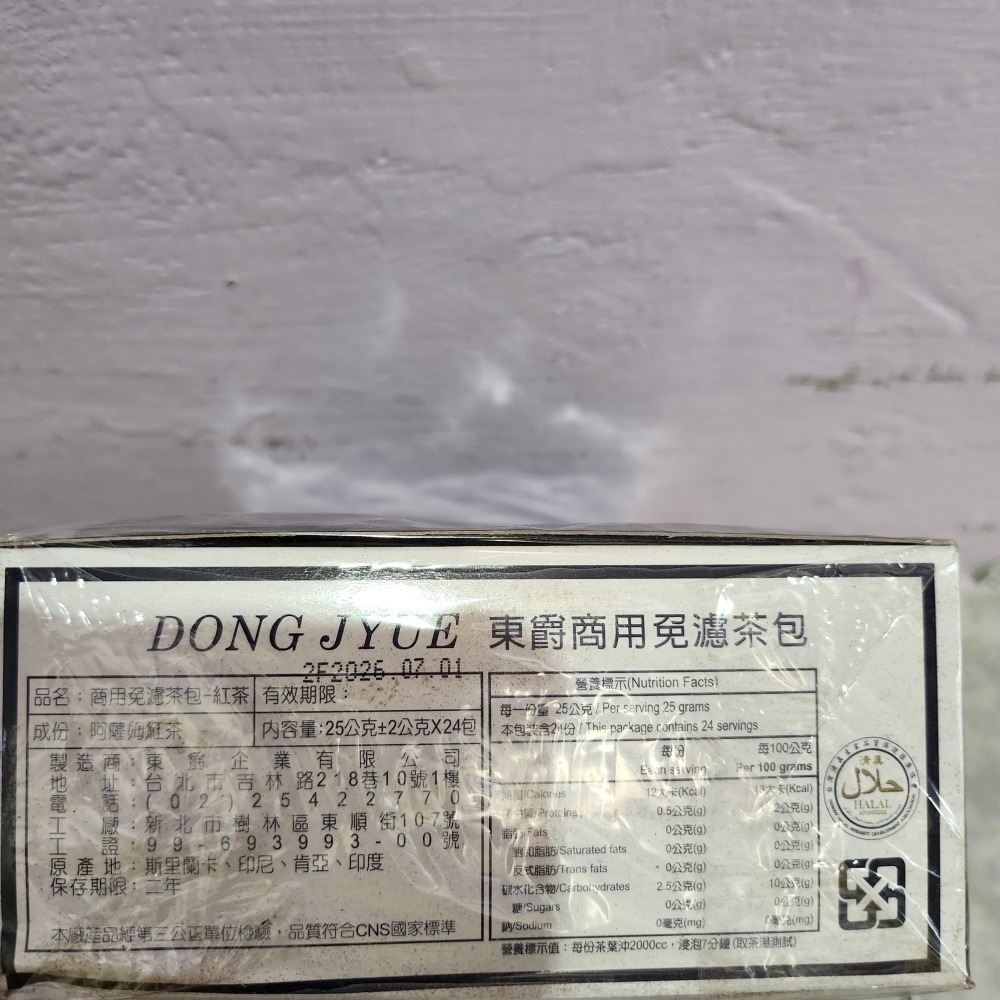 DONG JYUE 東爵商用免濾茶包
2F2026.07.01
品名：商用免濾茶包-紅茶
有效期限：
成份：阿薩姆紅茶
內容量:25公克±2公克X24包
製造商：東爵企業有限公司
地址：台北市吉林路218巷10號1樓
電話：(02)25422770
工廠：新北市樹林區東順街107號
工證：99-693993-00號
原產地：斯里蘭卡、印尼、肯亞、印度
保存期限：二年
本廠產品經第三公正單位檢驗，品質符合CNS國家標準
營養標示(Nutrition Facts)
每一份量 25公克 / Per serving 25 grams
本包裝含24份 / This package contains 24 servings
每份 每100公克
Each serving Per 100 grams
熱量/Calories 12大卡(Kcal) 大卡(Kcal)
/Proteins 0.5公克(g) 2公克(g)
脂肪/Fats 0公克(g) 0公克(g)
飽和脂肪/Saturated fats 0公克(g) 0公克(g)
反式脂肪/Trans fats 0公克(g) 0公克(g)
碳水化合物/Carbohydrates 2.5公克(g) 10公克(g)
糖/Sugars 0公克(g) 0公克(g)
鈉/Sodium 0毫克(mg) 0毫克(mg)
營養標示值：每份茶葉沖2000cc，浸泡7分鐘 (取茶湯測試)
清真
حلال
HALAL